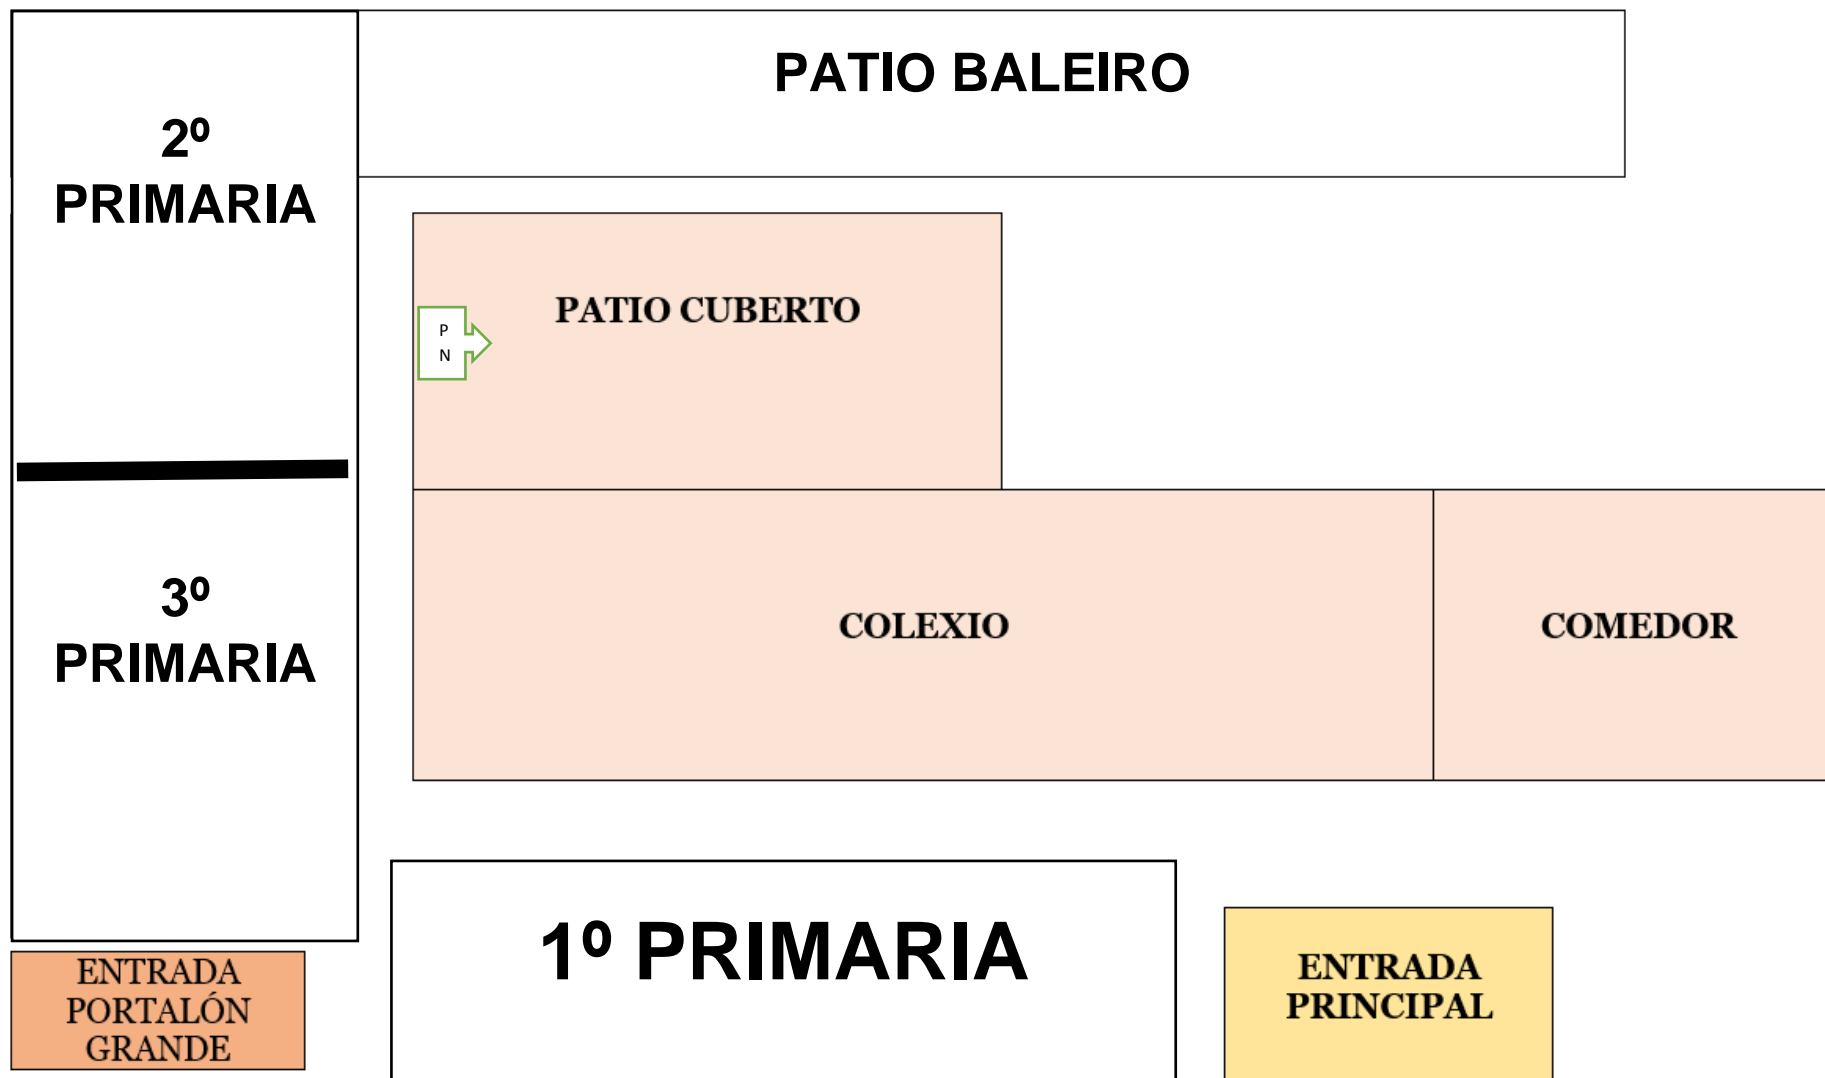 PATIO BALEIRO
2º
PRIMARIA
PATIO CUBERTO
P
N
3º
PRIMARIA
COLEXIO
COMEDOR
1º PRIMARIA
ENTRADA
PORTALÓN
GRANDE
ENTRADA
PRINCIPAL